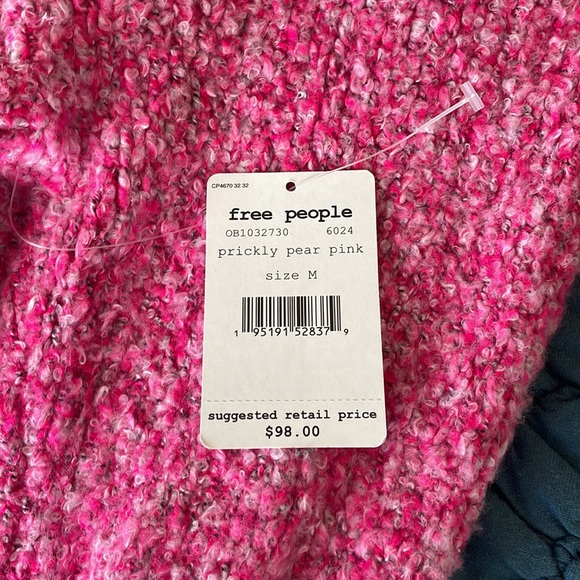 CP4670 32 32
free people
OB1032730 6024
prickly pear pink
size M
1 95191 52837 9
suggested retail price
$98.00